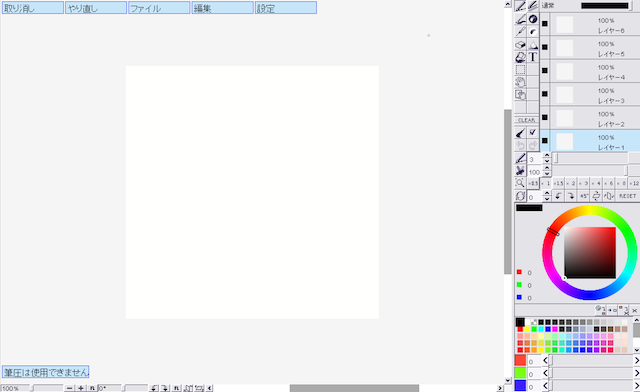 取り消し
やり直し
ファイル
編集
設定
通常
100%
レイヤー6
100%
レイヤー5
100%
レイヤー4
100%
レイヤー3
100%
レイヤー2
100%
レイヤー1
T
CLEAR
3
100
×0.5 × 1 ×1.5 × 2 × 3 × 4 × 6 × 8 ×12
0
+5° RESET
0
0
0
筆圧は使用できません
100% 0°